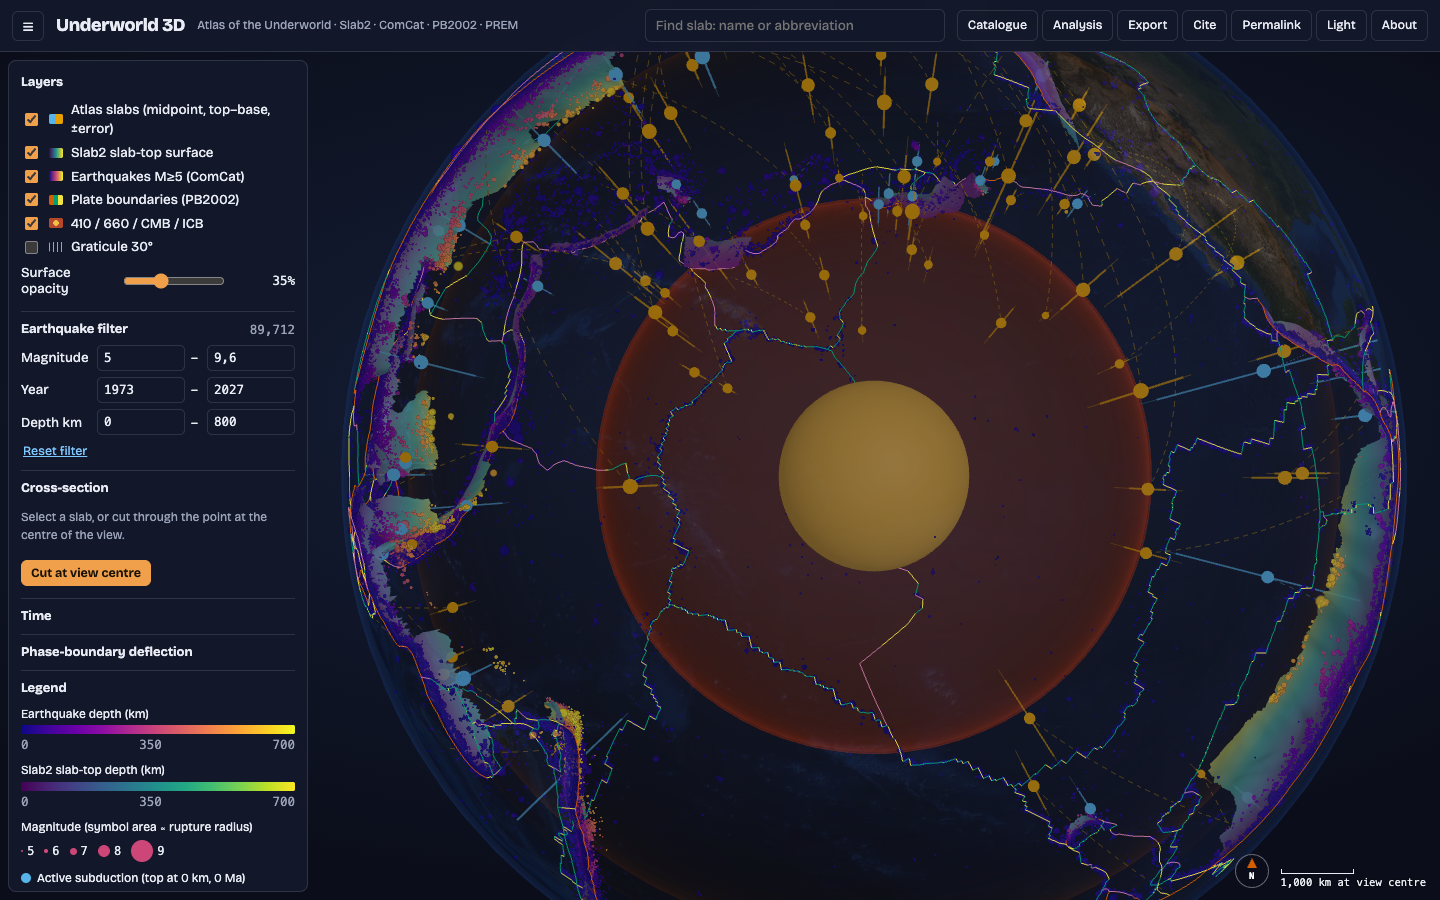 ☰ Underworld 3D Atlas of the Underworld · Slab2 · ComCat · PB2002 · PREM Find slab: name or abbreviation Catalogue Analysis Export Cite Permalink Light About
Layers
Atlas slabs (midpoint, top–base,
±error)
Slab2 slab-top surface
Earthquakes M≥5 (ComCat)
Plate boundaries (PB2002)
410 / 660 / CMB / ICB
Graticule 30°
Surface
opacity 35%
Earthquake filter 89,712
Magnitude 5 – 9,6
Year 1973 – 2027
Depth km 0 – 800
Reset filter
Cross-section
Select a slab, or cut through the point at the
centre of the view.
Cut at view centre
Time
Phase-boundary deflection
Legend
Earthquake depth (km)
0 350 700
Slab2 slab-top depth (km)
0 350 700
Magnitude (symbol area ∝ rupture radius)
5 6 7 8 9
Active subduction (top at 0 km, 0 Ma)
N
1,000 km at view centre